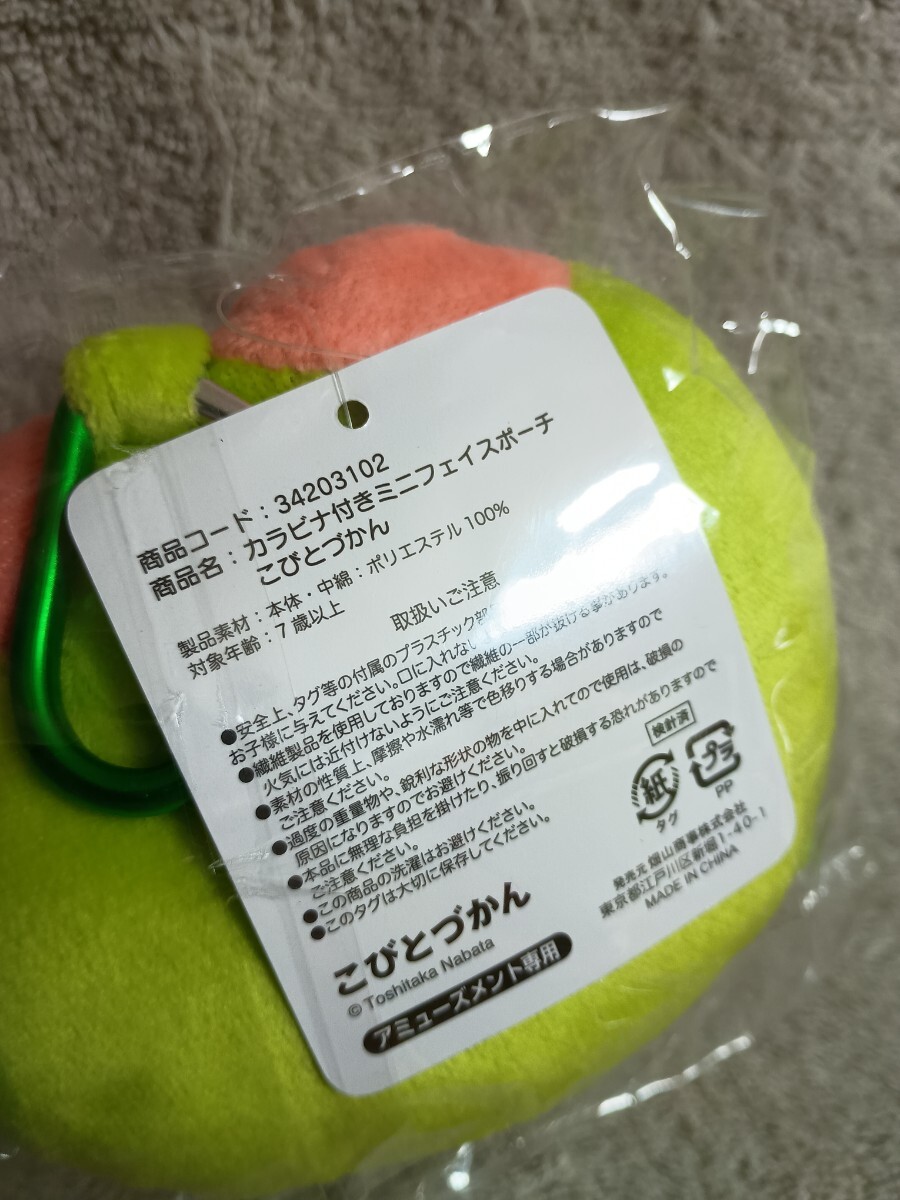 商品コード：34203102
商品名：カラビナ付きミニフェイスポーチ
こびとづかん
製品素材：本体・中綿：ポリエステル100%
対象年齢：7歳以上
取扱いご注意
●安全上、タグ等の付属のプラスチック部
お子様に与えてください。口に入れない
●繊維製品を使用しておりますので繊維の一部が抜ける事があります。
火気には近付けないようにご注意ください。
●素材の性質上、摩擦や水濡れ等で色移りする場合がありますので
ご注意ください。
●過度の重量物や、鋭利な形状の物を中に入れてので使用は、破損の
原因になりますのでお避けください。
●本品に無理な負担を掛けたり、振り回すと破損する恐れがありますので
ご注意ください。
●この商品の洗濯はお避けください。
●このタグは大切に保存してください。
検針済
紙
タグ
プラ
PP
発売元 畑山商事株式会社
東京都江戸川区新堀1-40-1
MADE IN CHINA
こびとづかん
© Toshitaka Nabata
アミューズメント専用